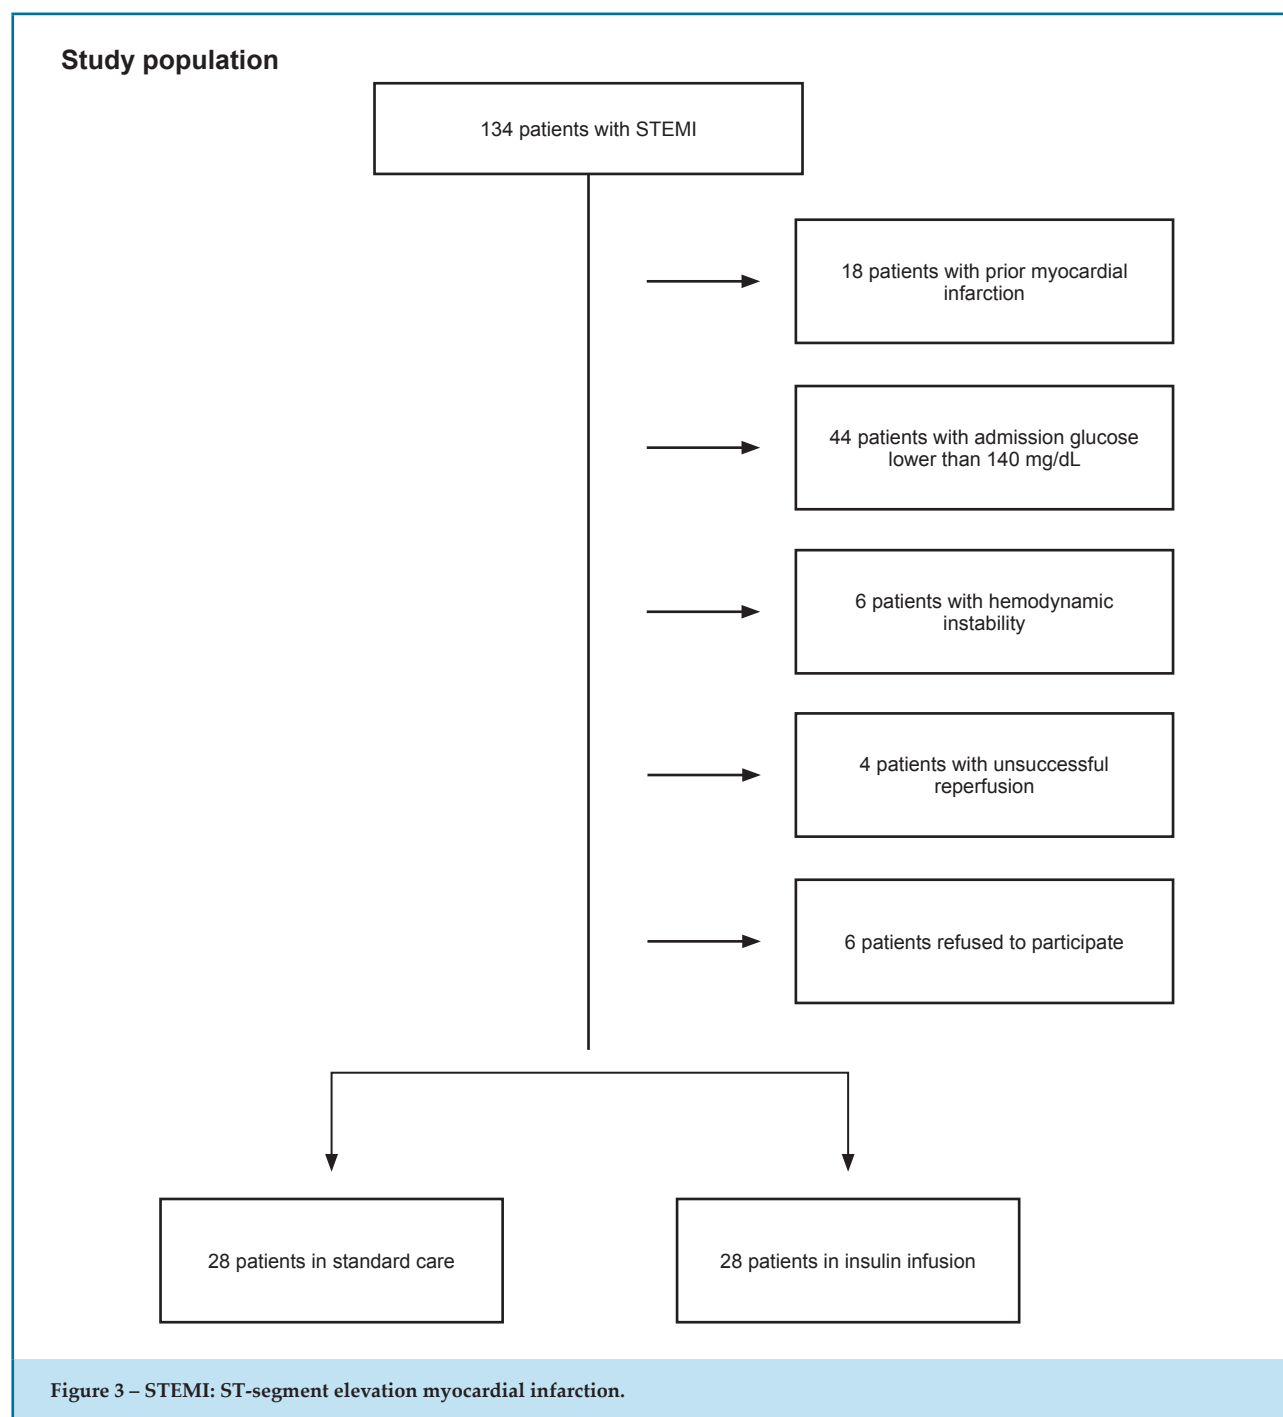 Study population
134 patients with STEMI
18 patients with prior myocardial
infarction
44 patients with admission glucose
lower than 140 mg/dL
6 patients with hemodynamic
instability
4 patients with unsuccessful
reperfusion
6 patients refused to participate
28 patients in standard care
28 patients in insulin infusion
Figure 3 – STEMI: ST-segment elevation myocardial infarction.